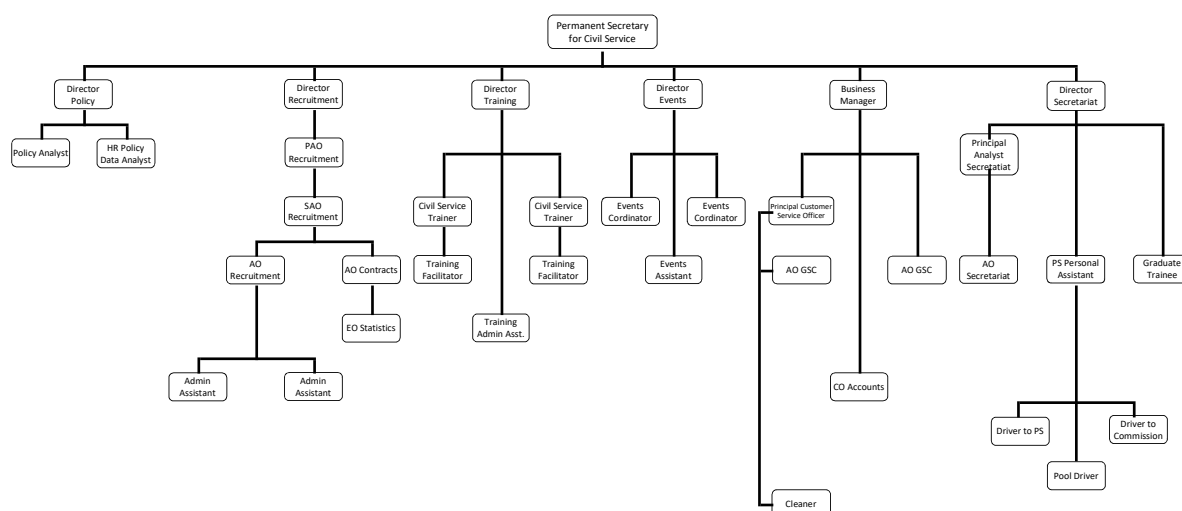 Permanent Secretary
for Civil Service
Director
Policy
Director
Recruitment
Director
Training
Director
Events
Business
Manager
Director
Secretariat
Policy Analyst
HR Policy
Data Analyst
PAO
Recruitment
Principal
Analyst
Secretatiat
SAO
Recruitment
Civil Service
Trainer
Civil Service
Trainer
Events
Cordinator
Events
Cordinator
Principal Customer
Service Officer
AO
Recruitment
AO Contracts
Training
Facilitator
Training
Facilitator
Events
Assistant
AO GSC
AO GSC
AO
Secretariat
PS Personal
Assistant
Graduate
Trainee
EO Statistics
Training
Admin Asst.
Admin
Assistant
Admin
Assistant
CO Accounts
Driver to PS
Driver to
Commission
Pool Driver
Cleaner